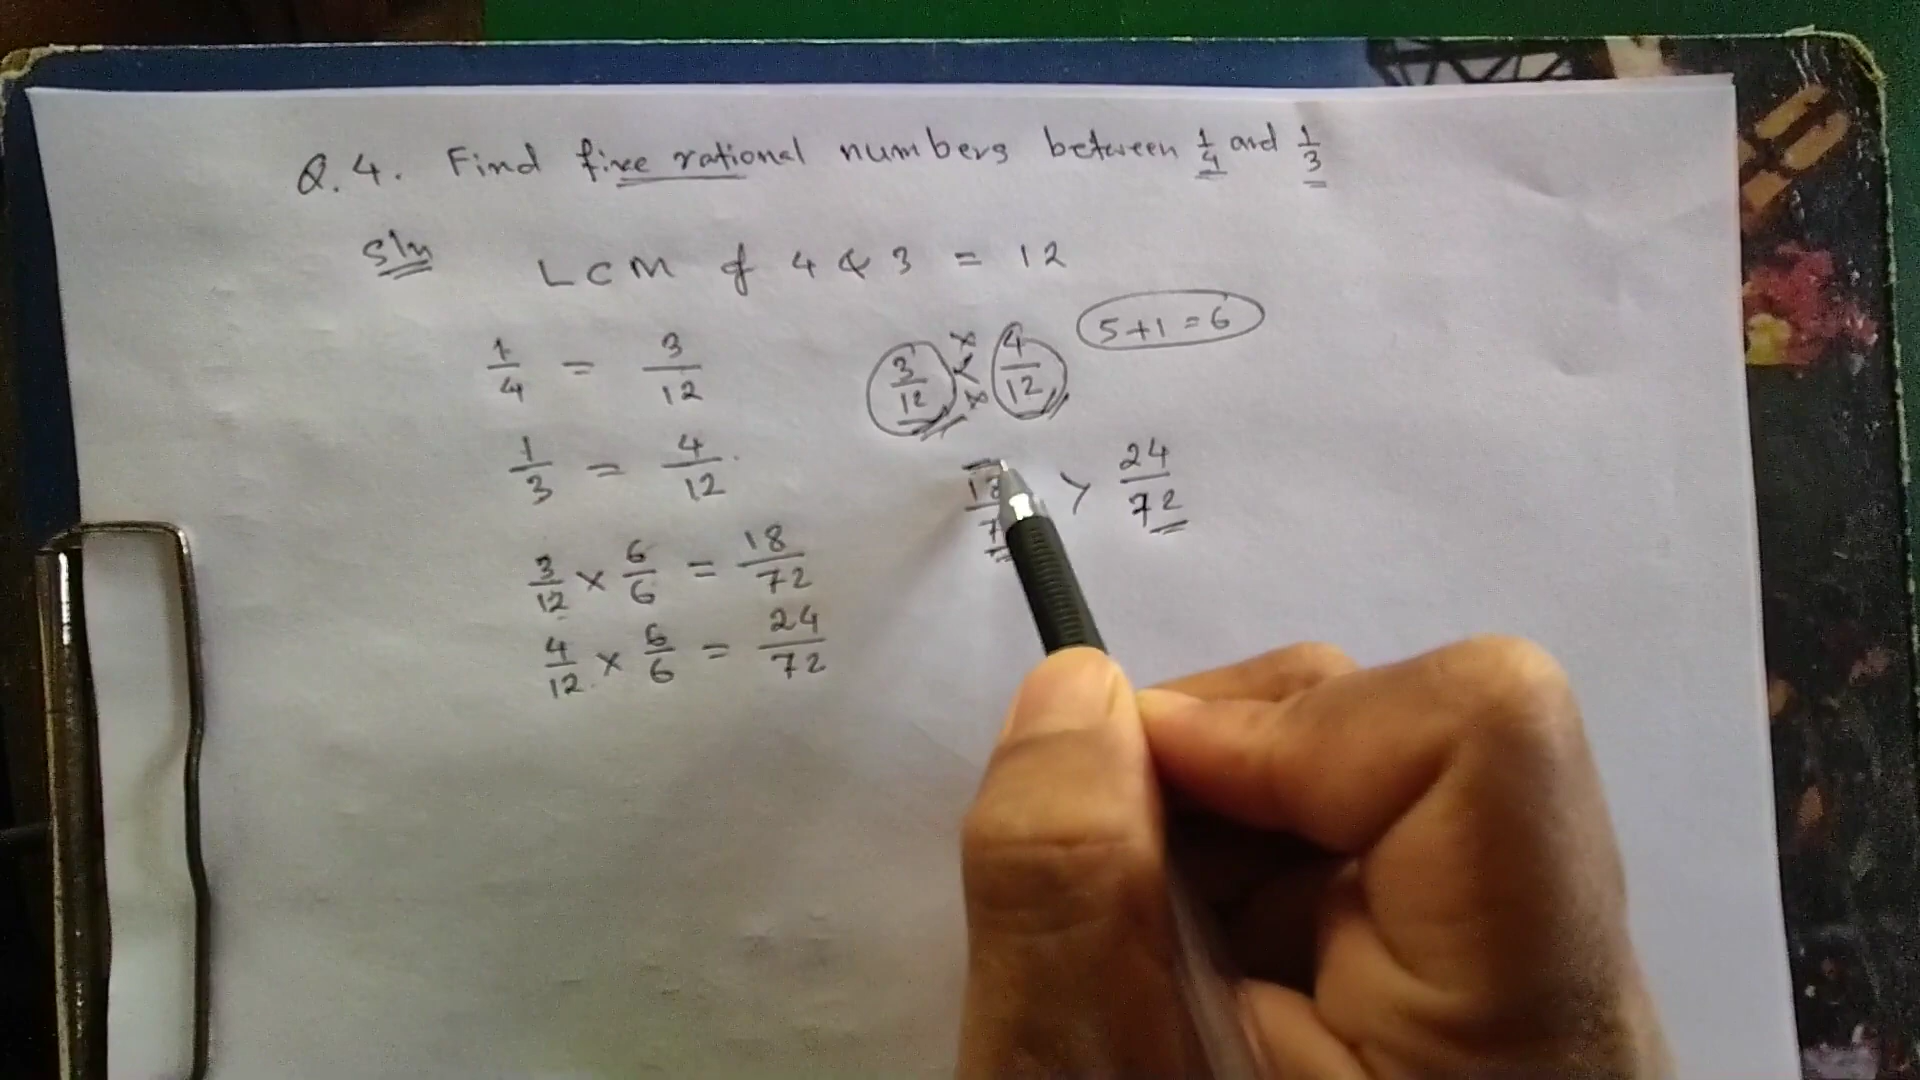 Q.4. Find five rational numbers between 1/4 and 1/3
Sln LCM of 4 & 3 = 12
1/4 = 3/12
3/12 < 4/12
5+1=6
1/3 = 4/12
18/7 > 24/72
3/12 × 6/6 = 18/72
4/12 × 6/6 = 24/72